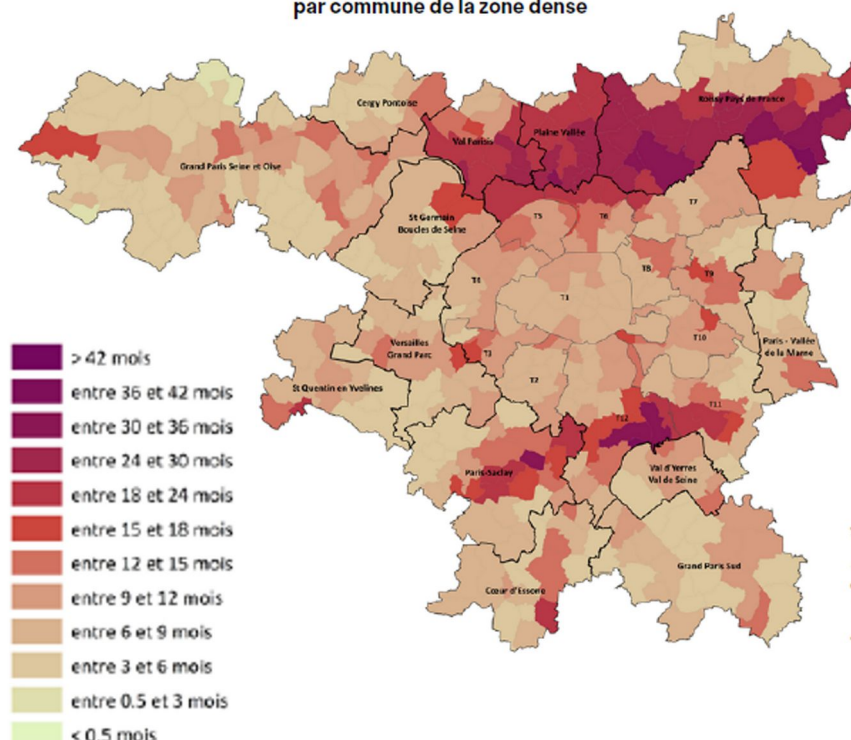 par commune de la zone dense
Cergy Pontoise
Roissy Pays de France
Val Parisis
Plaine Vallée
Grand Paris Seine et Oise
St Germain
Boucles de Seine
T5
T6
T7
T4
T8
T9
T1
T10
Versailles
Grand Parc
T3
Paris - Vallée
de la Marne
T2
St Quentin en Yvelines
T12
T11
Paris-Saclay
Val d'Yerres
Val de Seine
Cœur d'Essonne
Grand Paris Sud
> 42 mois
entre 36 et 42 mois
entre 30 et 36 mois
entre 24 et 30 mois
entre 18 et 24 mois
entre 15 et 18 mois
entre 12 et 15 mois
entre 9 et 12 mois
entre 6 et 9 mois
entre 3 et 6 mois
entre 0.5 et 3 mois
< 0.5 mois